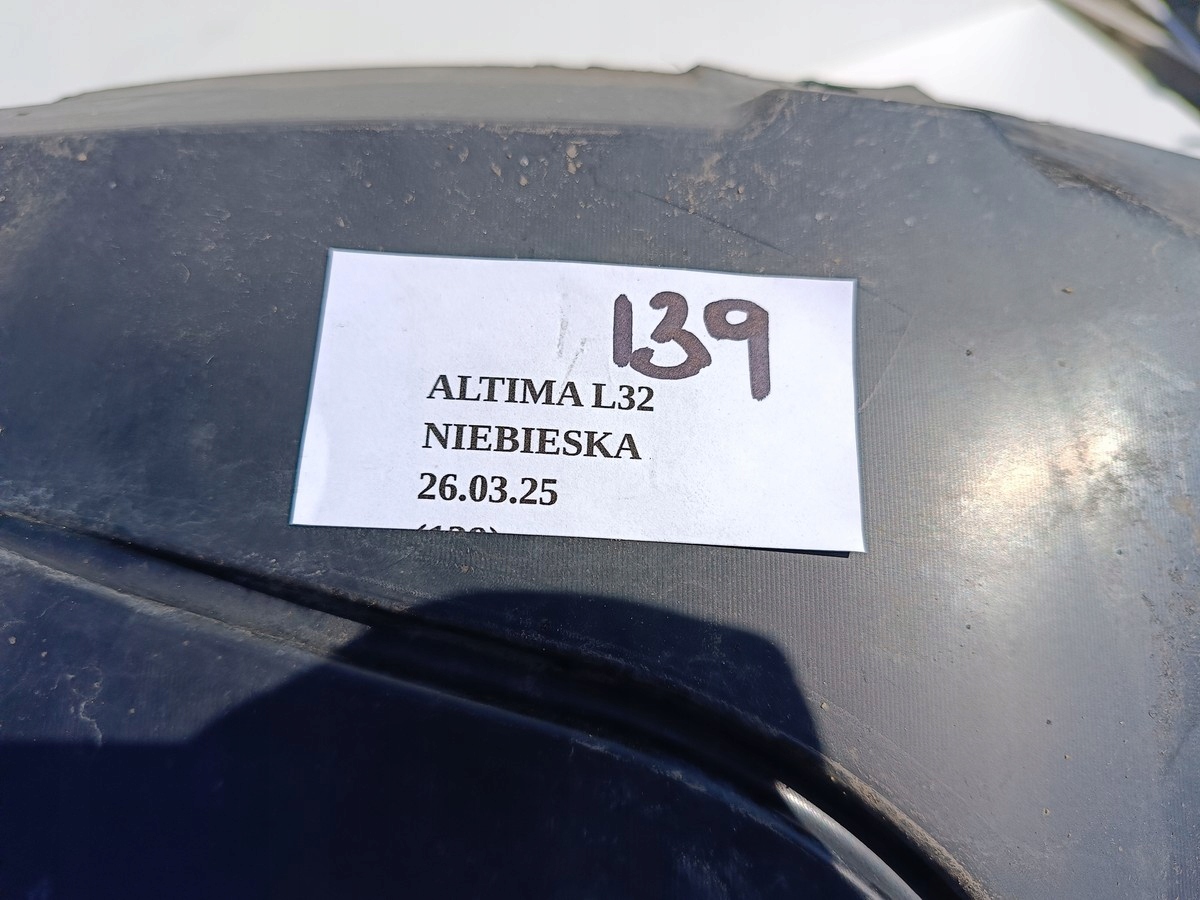 139
ALTIMA L32
NIEBIESKA
26.03.25